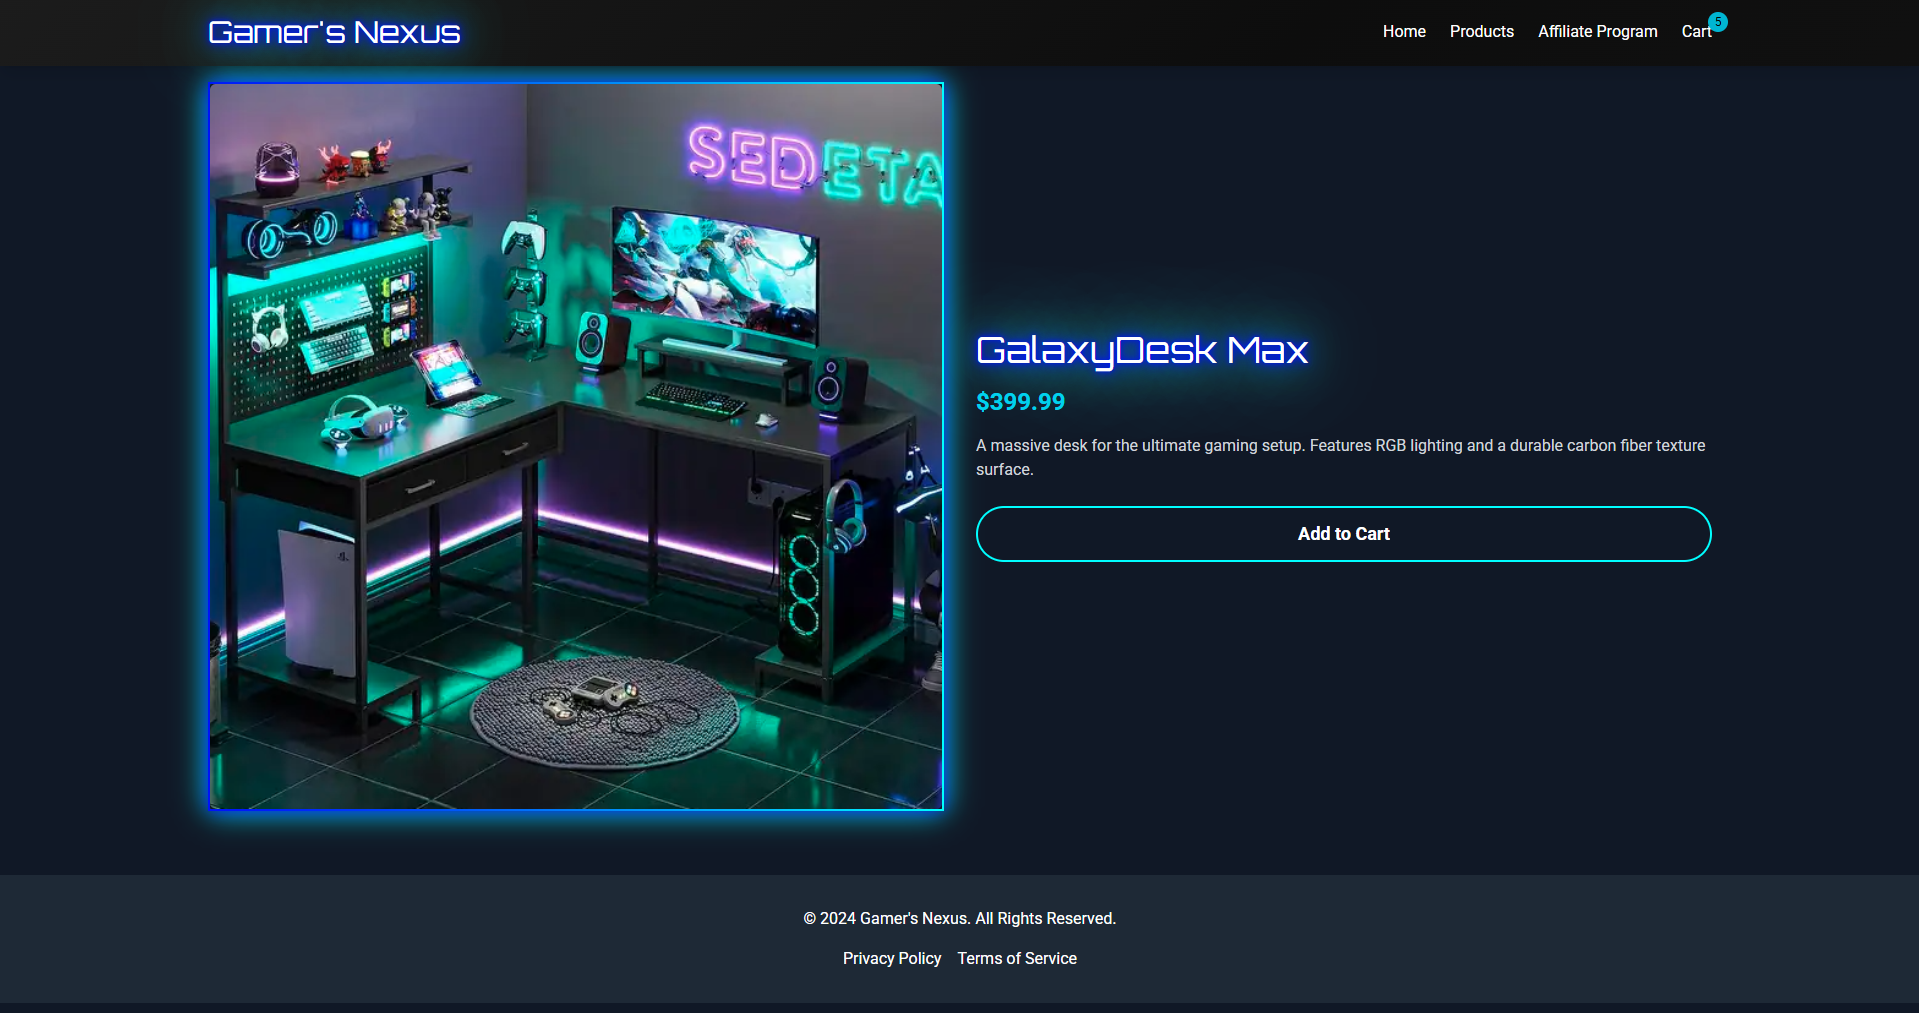 Gamer's Nexus
Home Products Affiliate Program Cart 5
SEDETA
GalaxyDesk Max
$399.99
A massive desk for the ultimate gaming setup. Features RGB lighting and a durable carbon fiber texture
surface.
Add to Cart
© 2024 Gamer's Nexus. All Rights Reserved.
Privacy Policy Terms of Service